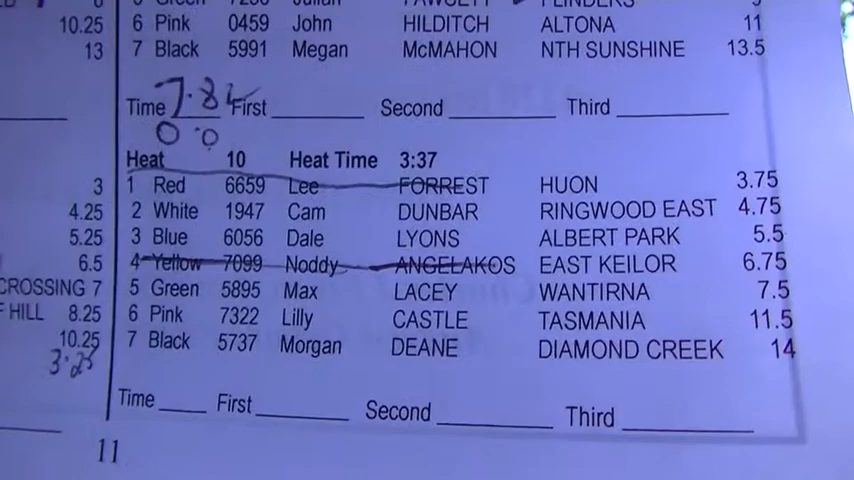 10.25
13
6 Pink 0459 John HILDITCH ALTONA 11
7 Black 5991 Megan McMAHON NTH SUNSHINE 13.5
Time 7.82 First Second Third
0 0
Heat 10 Heat Time 3:37
1 Red 6659 Lee FORREST HUON 3.75
2 White 1947 Cam DUNBAR RINGWOOD EAST 4.75
3 Blue 6056 Dale LYONS ALBERT PARK 5.5
4 Yellow 7099 Noddy ANGELAKOS EAST KEILOR 6.75
5 Green 5895 Max LACEY WANTIRNA 7.5
6 Pink 7322 Lilly CASTLE TASMANIA 11.5
7 Black 5737 Morgan DEANE DIAMOND CREEK 14
Time First Second Third
3
4.25
5.25
6.5
CROSSING 7
HILL 8.25
10.25
3.25
11